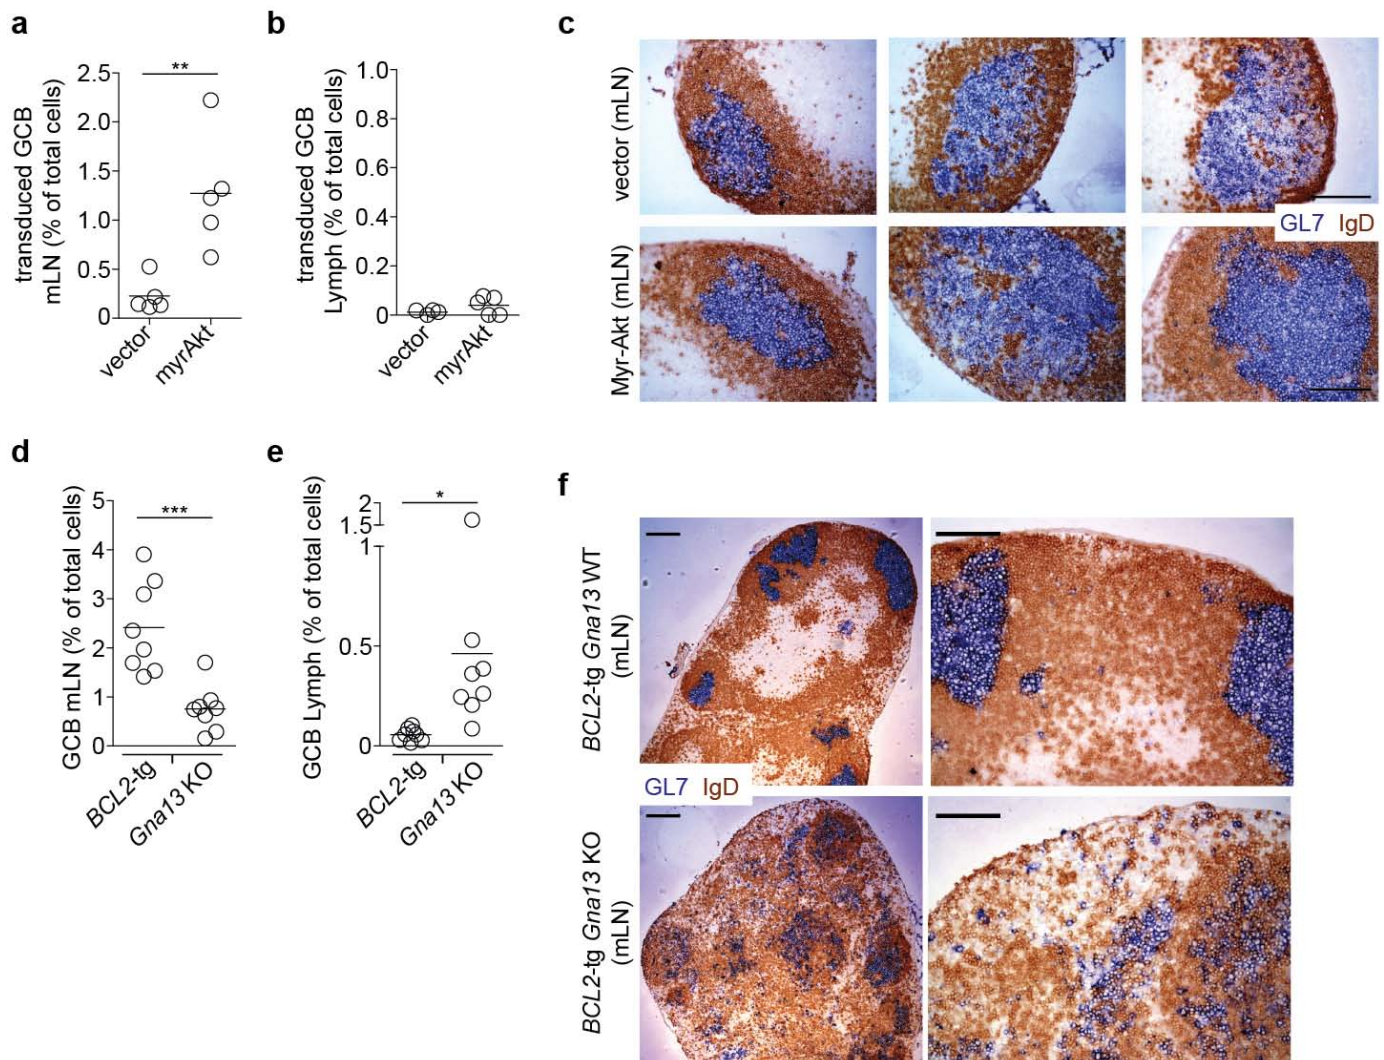 a
transduced GCB
mLN (% of total cells)
2.5
2.0
1.5
1.0
0.5
0
**
vector
myrAkt
b
transduced GCB
Lymph (% of total cells)
1.0
0.8
0.6
0.4
0.2
0
vector
myrAkt
c
vector (mLN)
GL7 IgD
Myr-Akt (mLN)
d
GCB mLN (% of total cells)
5
4
3
2
1
0
***
BCL2-tg
Gna13 KO
e
GCB Lymph (% of total cells)
2
1.5
1
0.5
0
*
BCL2-tg
Gna13 KO
f
BCL2-tg Gna13 WT
(mLN)
GL7 IgD
BCL2-tg Gna13 KO
(mLN)